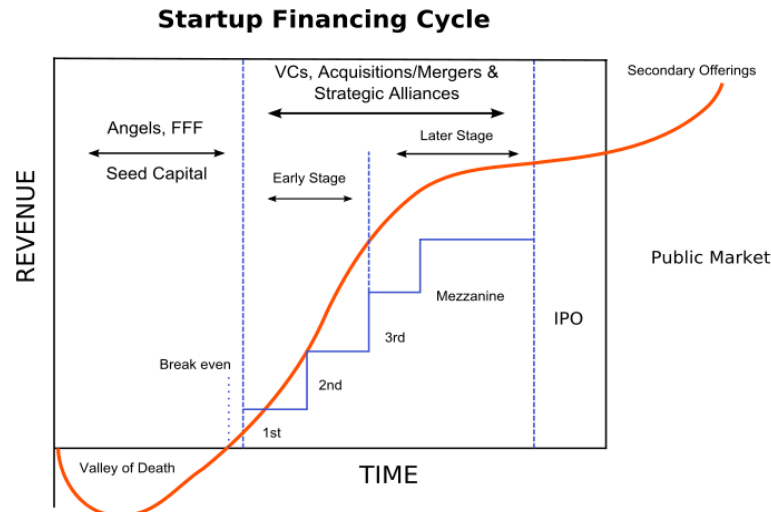 Startup Financing Cycle
VCs, Acquisitions/Mergers &
Strategic Alliances
Secondary Offerings
Angels, FFF
Later Stage
Seed Capital
Early Stage
REVENUE
Public Market
Mezzanine
IPO
3rd
Break even
2nd
1st
Valley of Death
TIME